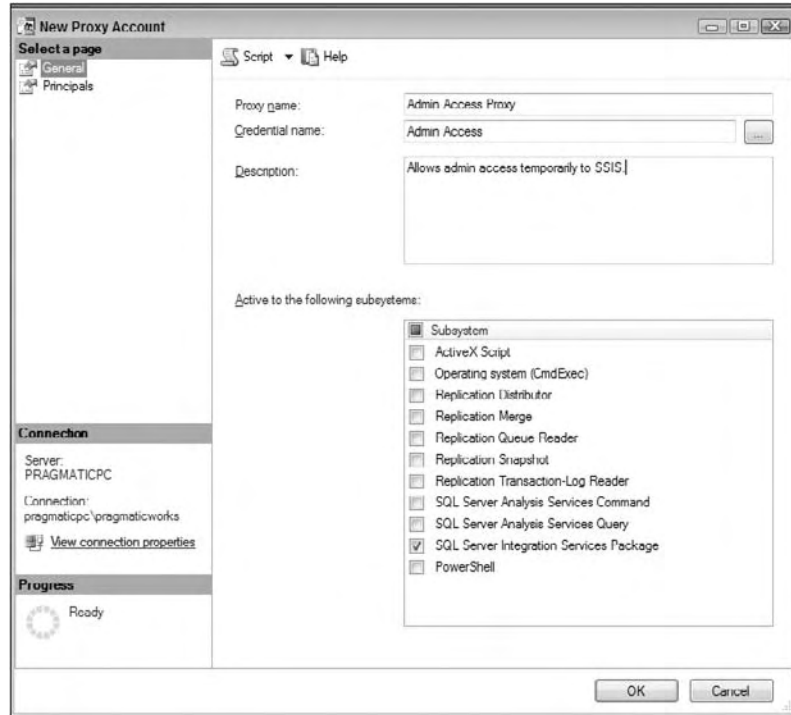 New Proxy Account
Select a page
General
Principals
Script
Help
Proxy name:
Admin Access Proxy
Credential name:
Admin Access
...
Description:
Allows admin access temporarily to SSIS.
Active to the following subsystems:
Subsystem
ActiveX Script
Operating system (CmdExec)
Replication Distributor
Replication Merge
Replication Queue Reader
Replication Snapshot
Replication Transaction-Log Reader
SQL Server Analysis Services Command
SQL Server Analysis Services Query
SQL Server Integration Services Package
PowerShell
Connection
Server:
PRAGMATICPC
Connection:
pragmaticpc\pragmaticworks
View connection properties
Progress
Ready
OK
Cancel